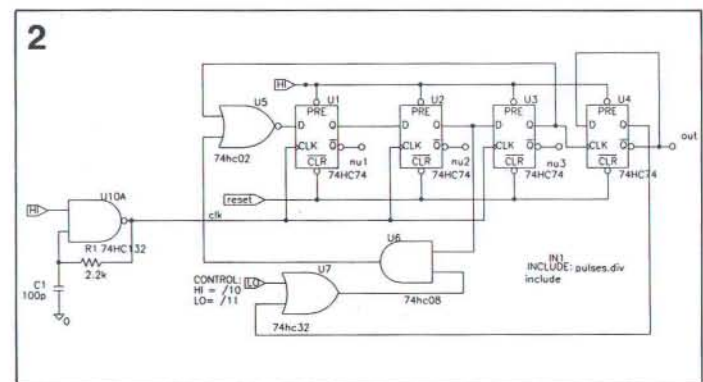 2
HI
U1
U2
U3
U4
U5
PRE
PRE
PRE
PRE
D Q
D Q
D Q
D Q
out
CLK Q
CLK Q
CLK Q
CLK Q
74hc02
nu1
nu2
nu3
CLR
CLR
CLR
CLR
74HC74
74HC74
74HC74
74HC74
reset
U10A
HI
clk
R1 74HC132
2.2k
U6
C1
100p
0
U7
CONTROL:
HI = /10
LO= /11
LO
74hc08
IN1
INCLUDE: pulses.div
include
74hc32